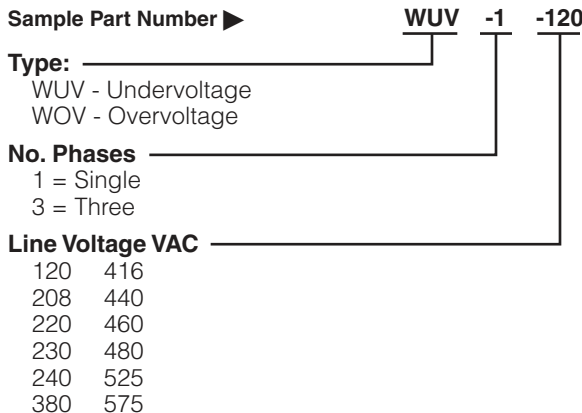 Sample Part Number ▶ WUV -1 -120
Type:
WUV - Undervoltage
WOV - Overvoltage
No. Phases
1 = Single
3 = Three
Line Voltage VAC
120 416
208 440
220 460
230 480
240 525
380 575